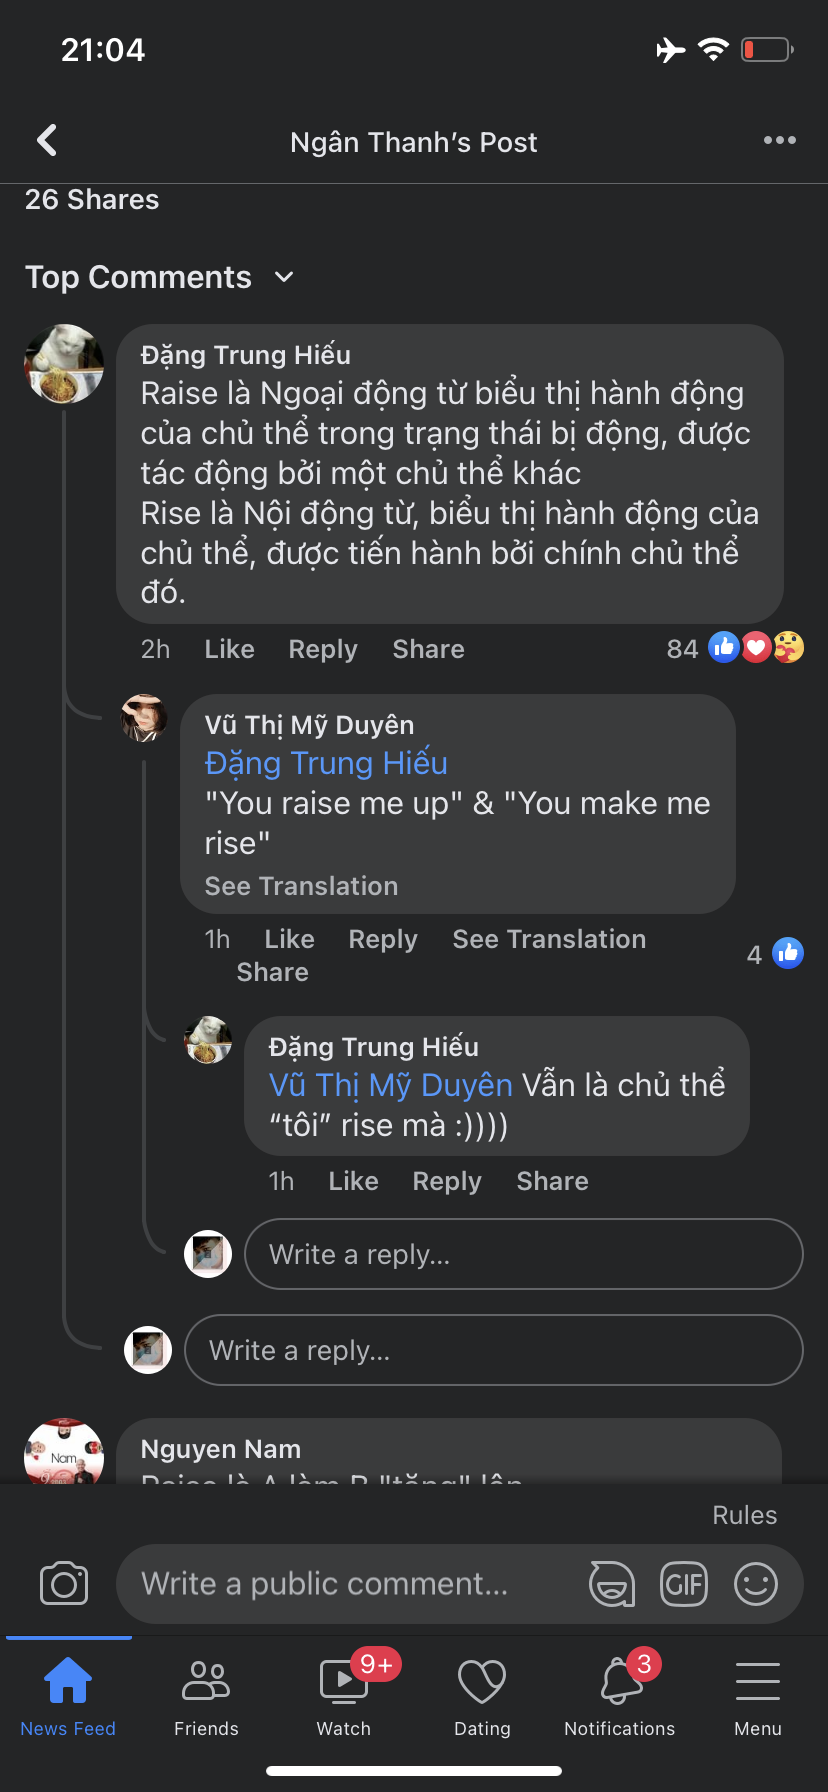 21:04
Ngân Thanh’s Post
26 Shares
Top Comments
Đặng Trung Hiếu
Raise là Ngoại động từ biểu thị hành động
của chủ thể trong trạng thái bị động, được
tác động bởi một chủ thể khác
Rise là Nội động từ, biểu thị hành động của
chủ thể, được tiến hành bởi chính chủ thể
đó.
2h Like Reply Share 84
Vũ Thị Mỹ Duyên
Đặng Trung Hiếu
"You raise me up" & "You make me
rise"
See Translation
1h Like Reply See Translation
Share
4
Đặng Trung Hiếu
Vũ Thị Mỹ Duyên Vẫn là chủ thể
“tôi” rise mà :))))
1h Like Reply Share
Write a reply...
Write a reply...
Nam
Nguyen Nam
Raise là A làm B "tăng" lên
Rules
Write a public comment...
GIF
9+
3
News Feed Friends Watch Dating Notifications Menu